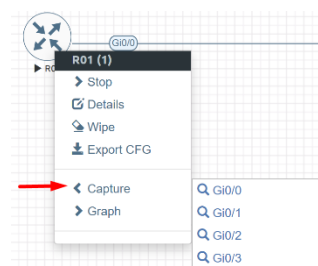 Gi0/0
R01 (1)
Stop
Details
Wipe
Export CFG
Capture
Graph
Gi0/0
Gi0/1
Gi0/2
Gi0/3